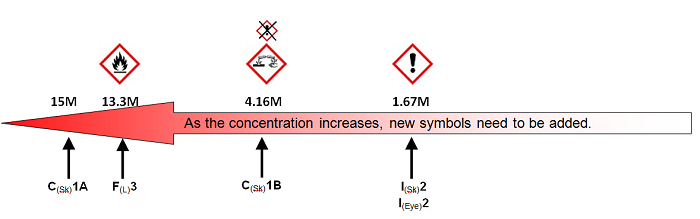 15M 13.3M 4.16M 1.67M
As the concentration increases, new symbols need to be added.
C(Sk)1A F(L)3 C(Sk)1B I(Sk)2
I(Eye)2